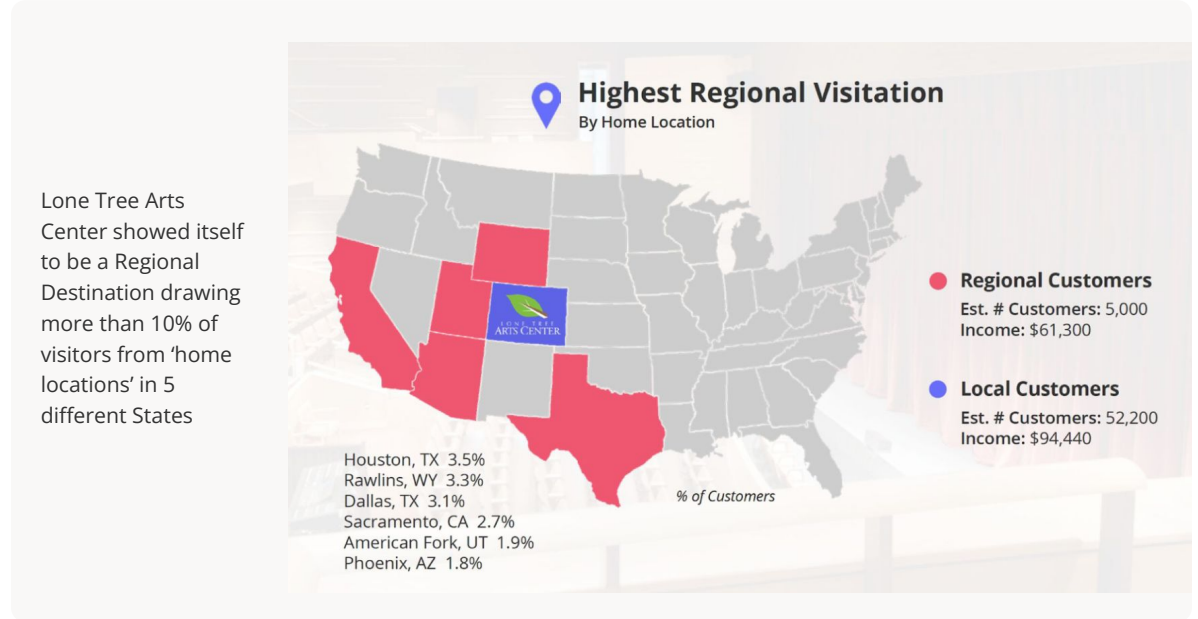 Lone Tree Arts
Center showed itself
to be a Regional
Destination drawing
more than 10% of
visitors from ‘home
locations’ in 5
different States
Highest Regional Visitation
By Home Location
LONE TREE
ARTS CENTER
Regional Customers
Est. # Customers: 5,000
Income: $61,300
Local Customers
Est. # Customers: 52,200
Income: $94,440
Houston, TX 3.5%
Rawlins, WY 3.3%
Dallas, TX 3.1%
Sacramento, CA 2.7%
American Fork, UT 1.9%
Phoenix, AZ 1.8%
% of Customers